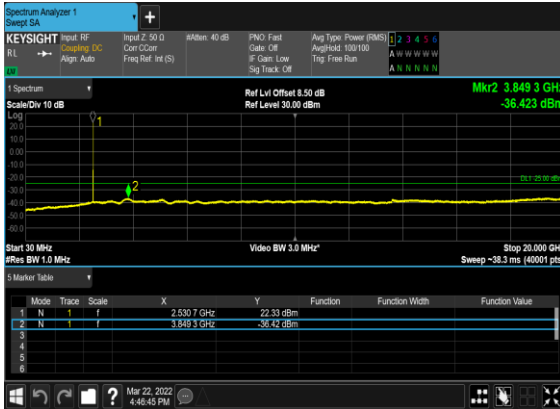 Spectrum Analyzer 1
Swept SA
+
KEYSIGHT Input: RF Input Z: 50 Ω #Atten: 40 dB PNO: Fast Avg Type: Power (RMS) 1 2 3 4 5 6
RL Coupling: DC Corr CCorr Gate: Off Avg|Hold: 100/100 A W W W W W
Align: Auto Freq Ref: Int (S) IF Gain: Low Trig: Free Run
Sig Track: Off A N N N N N
1 Spectrum Mkr2 3.849 3 GHz
Ref Lvl Offset 8.50 dB
Scale/Div 10 dB Ref Level 30.00 dBm -36.423 dBm
Log
1
20.0
10.0
0.00
-10.0
-20.0
DL1 -25.00 dBm
2
-30.0
-40.0
-50.0
-60.0
Start 30 MHz Video BW 3.0 MHz* Stop 20.000 GHz
#Res BW 1.0 MHz Sweep ~38.3 ms (40001 pts)
5 Marker Table
Mode Trace Scale X Y Function Function Width Function Value
1 N 1 f 2.530 7 GHz 22.33 dBm
2 N 1 f 3.849 3 GHz -36.42 dBm
3
4
5
6
?
Mar 22, 2022
4:46:45 PM